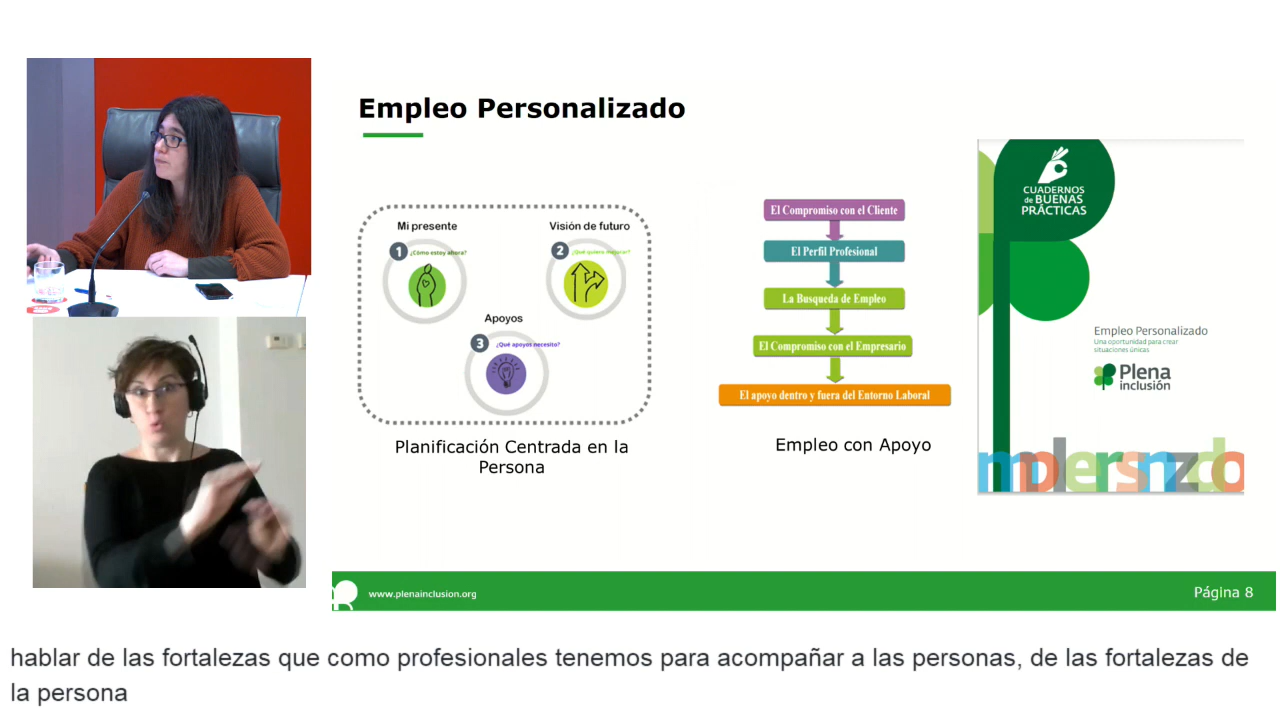 Empleo Personalizado
Mi presente
1 ¿Cómo estoy ahora?
Visión de futuro
2 ¿Qué quiero mejorar?
Apoyos
3 ¿Qué apoyos necesito?
Planificación Centrada en la
Persona
El Compromiso con el Cliente
El Perfil Profesional
La Busqueda de Empleo
El Compromiso con el Empresario
El apoyo dentro y fuera del Entorno Laboral
Empleo con Apoyo
CUADERNOS
de BUENAS
PRÁCTICAS
Empleo Personalizado
Una oportunidad para crear
situaciones únicas
Plena
inclusión
mplersnzdo
www.plenainclusion.org
Página 8
hablar de las fortalezas que como profesionales tenemos para acompañar a las personas, de las fortalezas de
la persona